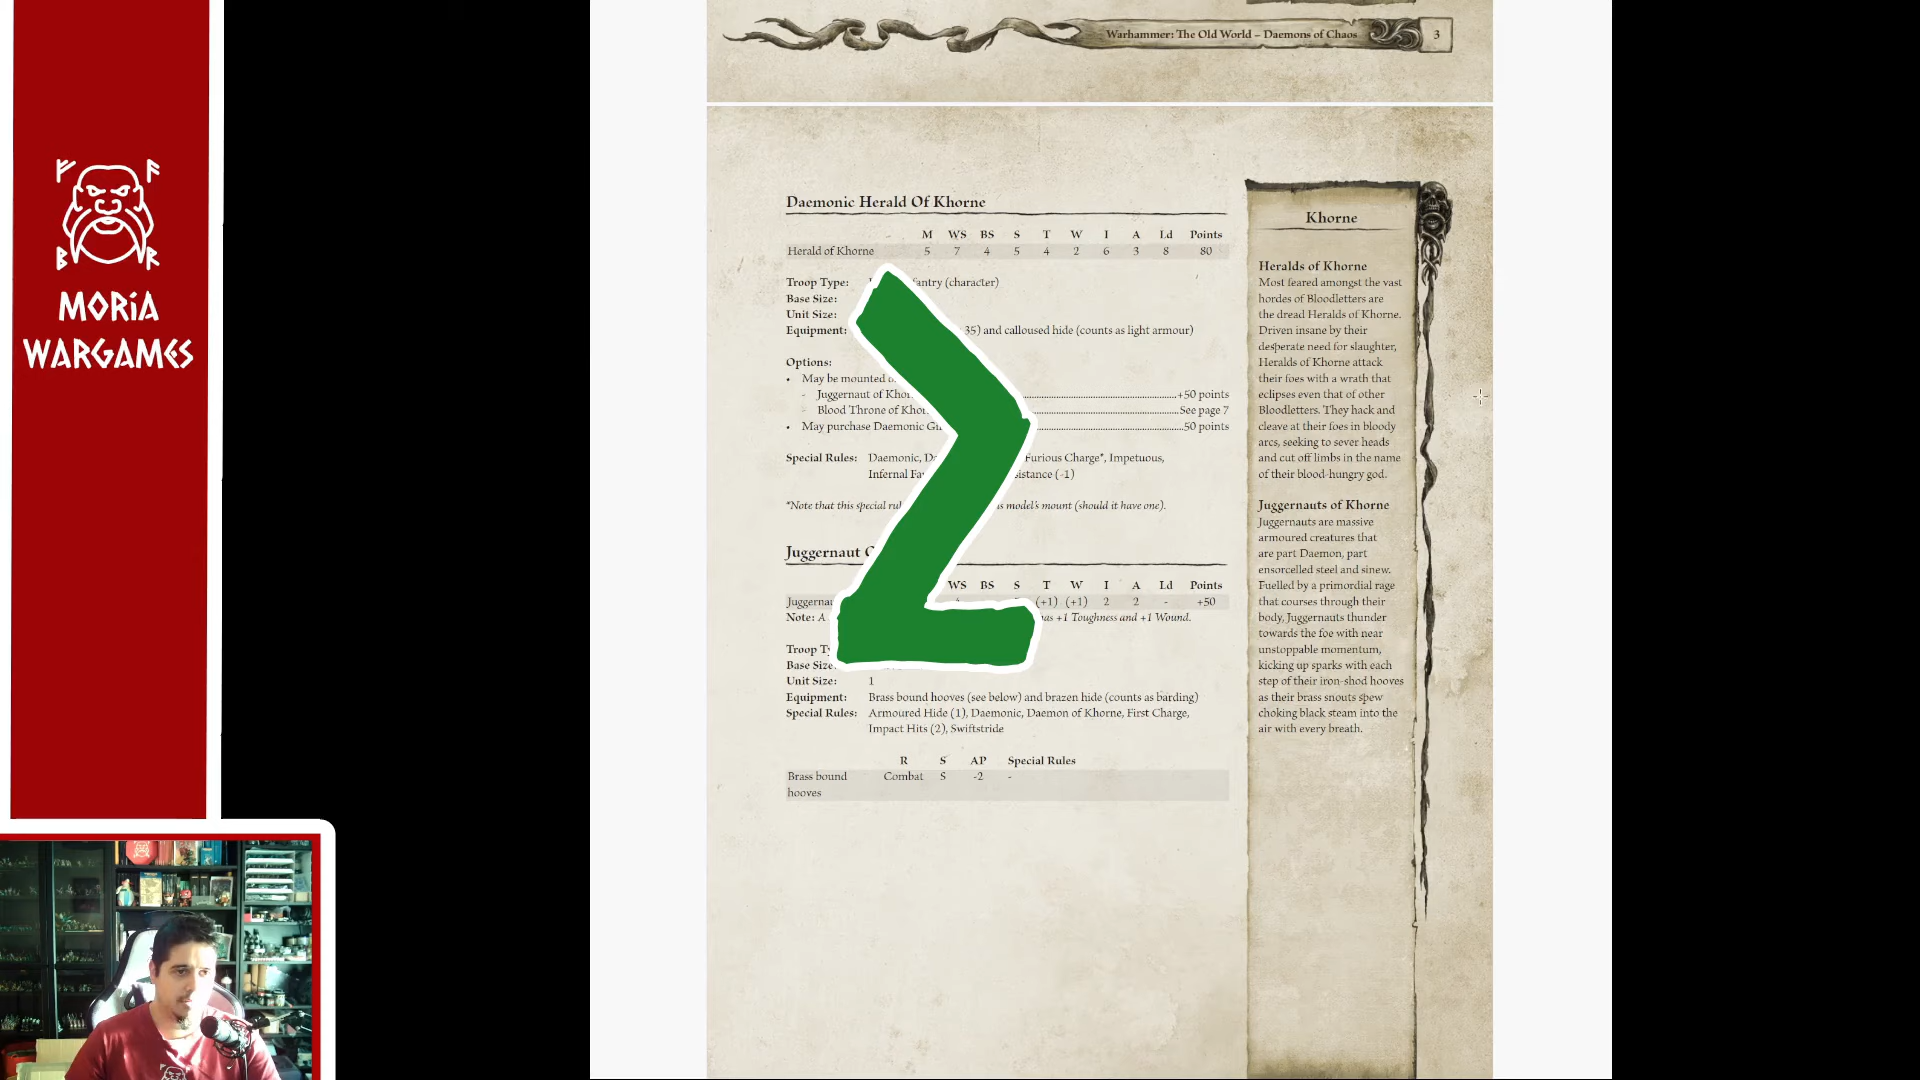 Warhammer: The Old World – Daemons of Chaos 3
MORIA
WARGAMES
Daemonic Herald Of Khorne
M WS BS S T W I A Ld Points
Herald of Khorne 5 7 4 5 4 2 6 3 8 80
Troop Type: (character)
Base Size:
Unit Size:
Equipment: 35) and calloused hide (counts as light armour)
Options:
• May be mounted
- Juggernaut of +50 points
- Blood Throne of See page 7
• May purchase Daemonic 50 points
Special Rules: Daemonic, Furious Charge*, Impetuous,
Infernal (-1)
*Note that this special model's mount (should it have one).
Juggernaut
WS BS S T W I A Ld Points
(+1) (+1) 2 2 - +50
Note: A has +1 Toughness and +1 Wound.
Troop
Base Size:
Unit Size: 1
Equipment: Brass bound hooves (see below) and brazen hide (counts as barding)
Special Rules: Armoured Hide (1), Daemonic, Daemon of Khorne, First Charge,
Impact Hits (2), Swiftstride
R S AP Special Rules
Brass bound Combat S -2 -
hooves
Khorne
Heralds of Khorne
Most feared amongst the vast
hordes of Bloodletters are
the dread Heralds of Khorne.
Driven insane by their
desperate need for slaughter,
Heralds of Khorne attack
their foes with a wrath that
eclipses even that of other
Bloodletters. They hack and
cleave at their foes in bloody
arcs, seeking to sever heads
and cut off limbs in the name
of their blood-hungry god.
Juggernauts of Khorne
Juggernauts are massive
armoured creatures that
are part Daemon, part
ensorcelled steel and sinew.
Fuelled by a primordial rage
that courses through their
body, Juggernauts thunder
towards the foe with near
unstoppable momentum,
kicking up sparks with each
step of their iron-shod hooves
as their brass snouts spew
choking black steam into the
air with every breath.